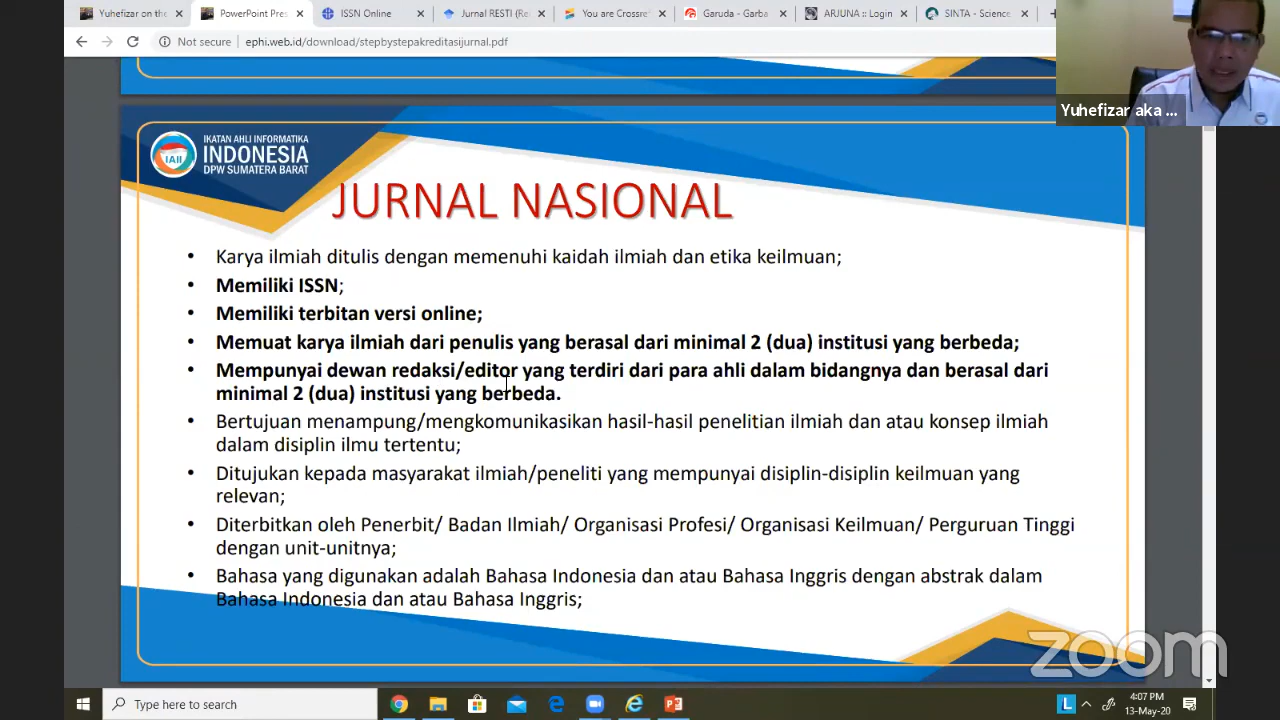 Yuhefizar on the
PowerPoint Pres
ISSN Online
Jurnal RESTI (Re
You are Crossref
Garuda - Garba
ARJUNA :: Login
SINTA - Science
Not secure
ephi.web.id/download/stepbystepakreditasijurnal.pdf
Yuhefizar aka ...
IKATAN AHLI INFORMATIKA
INDONESIA
DPW SUMATERA BARAT
IAII
JURNAL NASIONAL
• Karya ilmiah ditulis dengan memenuhi kaidah ilmiah dan etika keilmuan;
• Memiliki ISSN;
• Memiliki terbitan versi online;
• Memuat karya ilmiah dari penulis yang berasal dari minimal 2 (dua) institusi yang berbeda;
• Mempunyai dewan redaksi/editor yang terdiri dari para ahli dalam bidangnya dan berasal dari
minimal 2 (dua) institusi yang berbeda.
• Bertujuan menampung/mengkomunikasikan hasil-hasil penelitian ilmiah dan atau konsep ilmiah
dalam disiplin ilmu tertentu;
• Ditujukan kepada masyarakat ilmiah/peneliti yang mempunyai disiplin-disiplin keilmuan yang
relevan;
• Diterbitkan oleh Penerbit/ Badan Ilmiah/ Organisasi Profesi/ Organisasi Keilmuan/ Perguruan Tinggi
dengan unit-unitnya;
• Bahasa yang digunakan adalah Bahasa Indonesia dan atau Bahasa Inggris dengan abstrak dalam
Bahasa Indonesia dan atau Bahasa Inggris;
zoom
Type here to search
L
4:07 PM
13-May-20